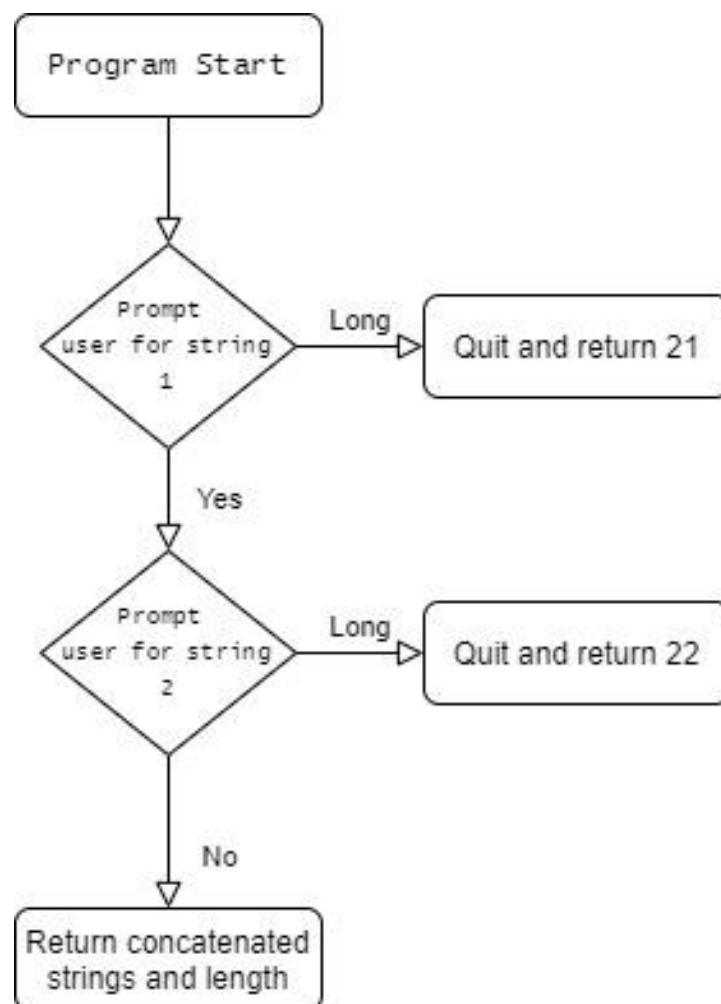 Program Start
Prompt
user for string
1
Long
Quit and return 21
Yes
Prompt
user for string
2
Long
Quit and return 22
No
Return concatenated
strings and length